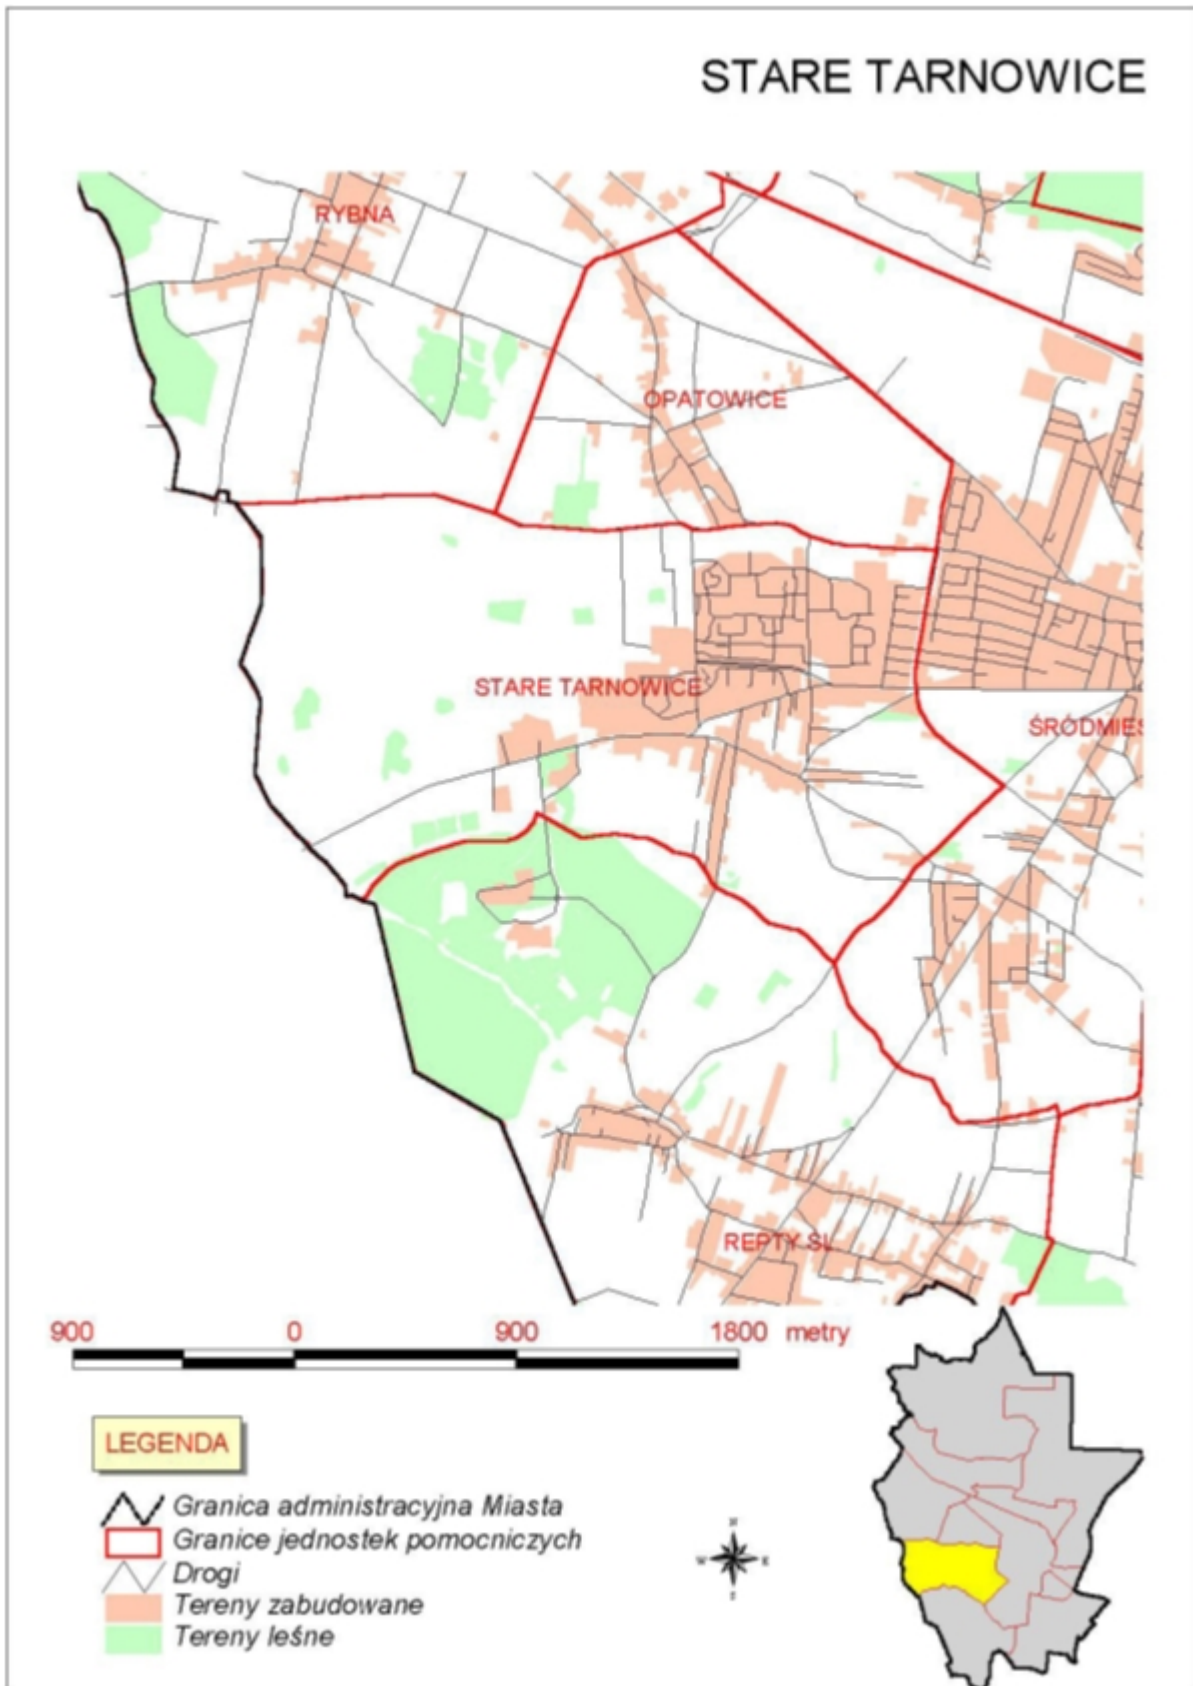 STARE TARNOWICE
RYBNA
OPATOWICE
STARE TARNOWICE
ŚRÓDMIEŚ
REPTY ŚL
900 0 900 1800 metry
LEGENDA
Granica administracyjna Miasta
Granice jednostek pomocniczych
Drogi
Tereny zabudowane
Tereny leśne